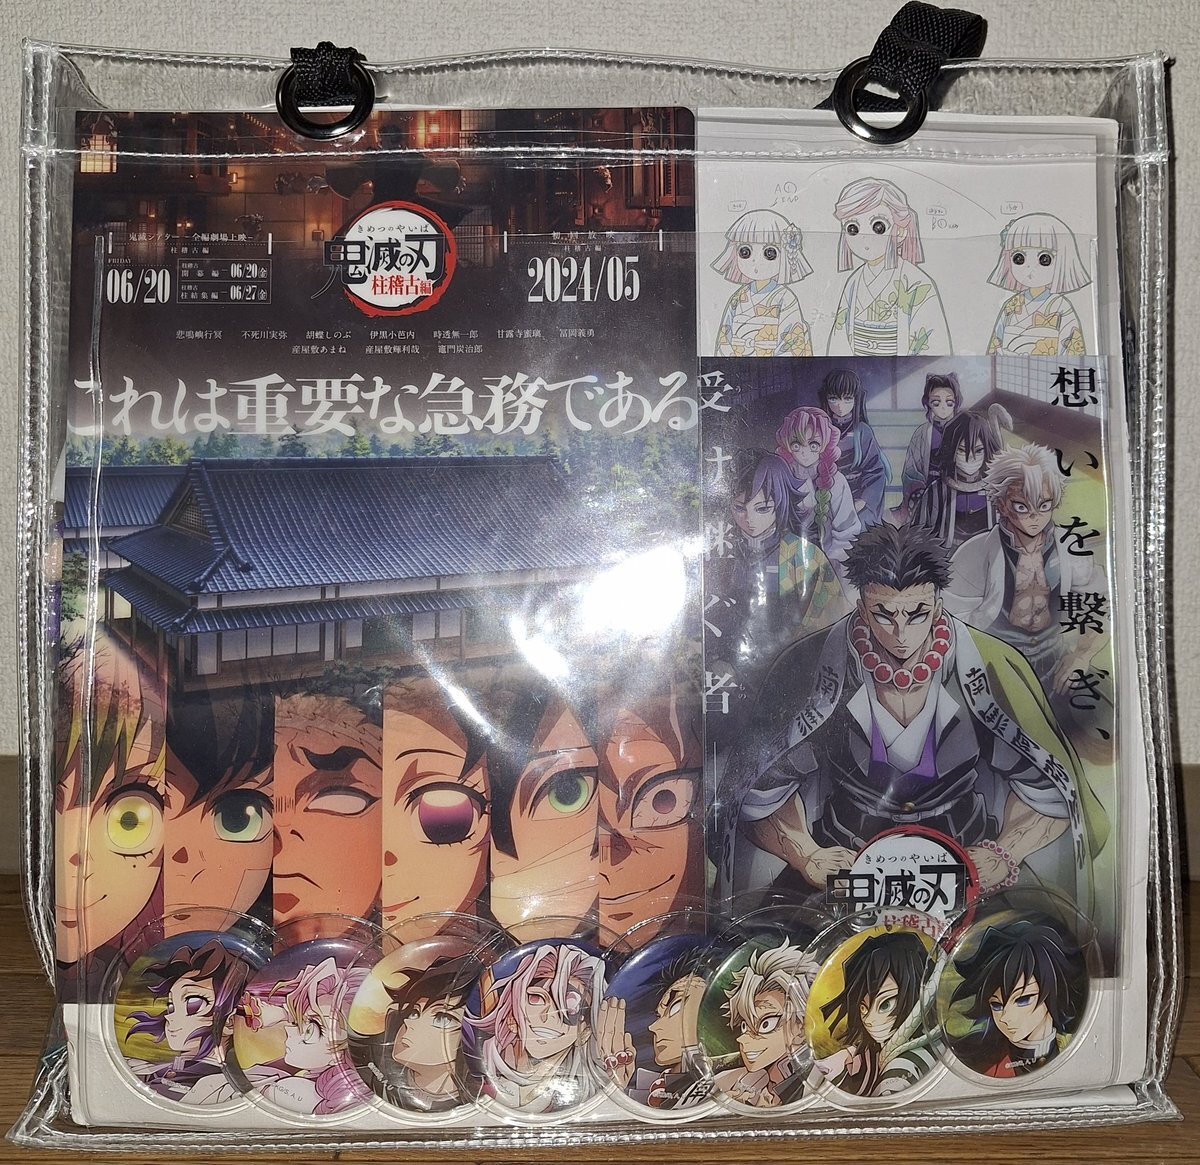 鬼滅シアター -全編劇場上映-
柱稽古編
FRIDAY
06/20
柱稽古
開幕編 06/20(金)
柱稽古
柱結集編 06/27(金)
きめつのやいば
鬼滅の刃
柱稽古編
初回放映
柱稽古編
2024/05
悲鳴嶼行冥 不死川実弥 胡蝶しのぶ 伊黒小芭内 時透無一郎 甘露寺蜜璃 冨岡義勇
産屋敷あまね 産屋敷輝利哉 竈門炭治郎
これは重要な急務である
想いを繋ぎ、
受け継ぐ者
南
無
きめつのやいば
鬼滅の刃
柱稽古
南